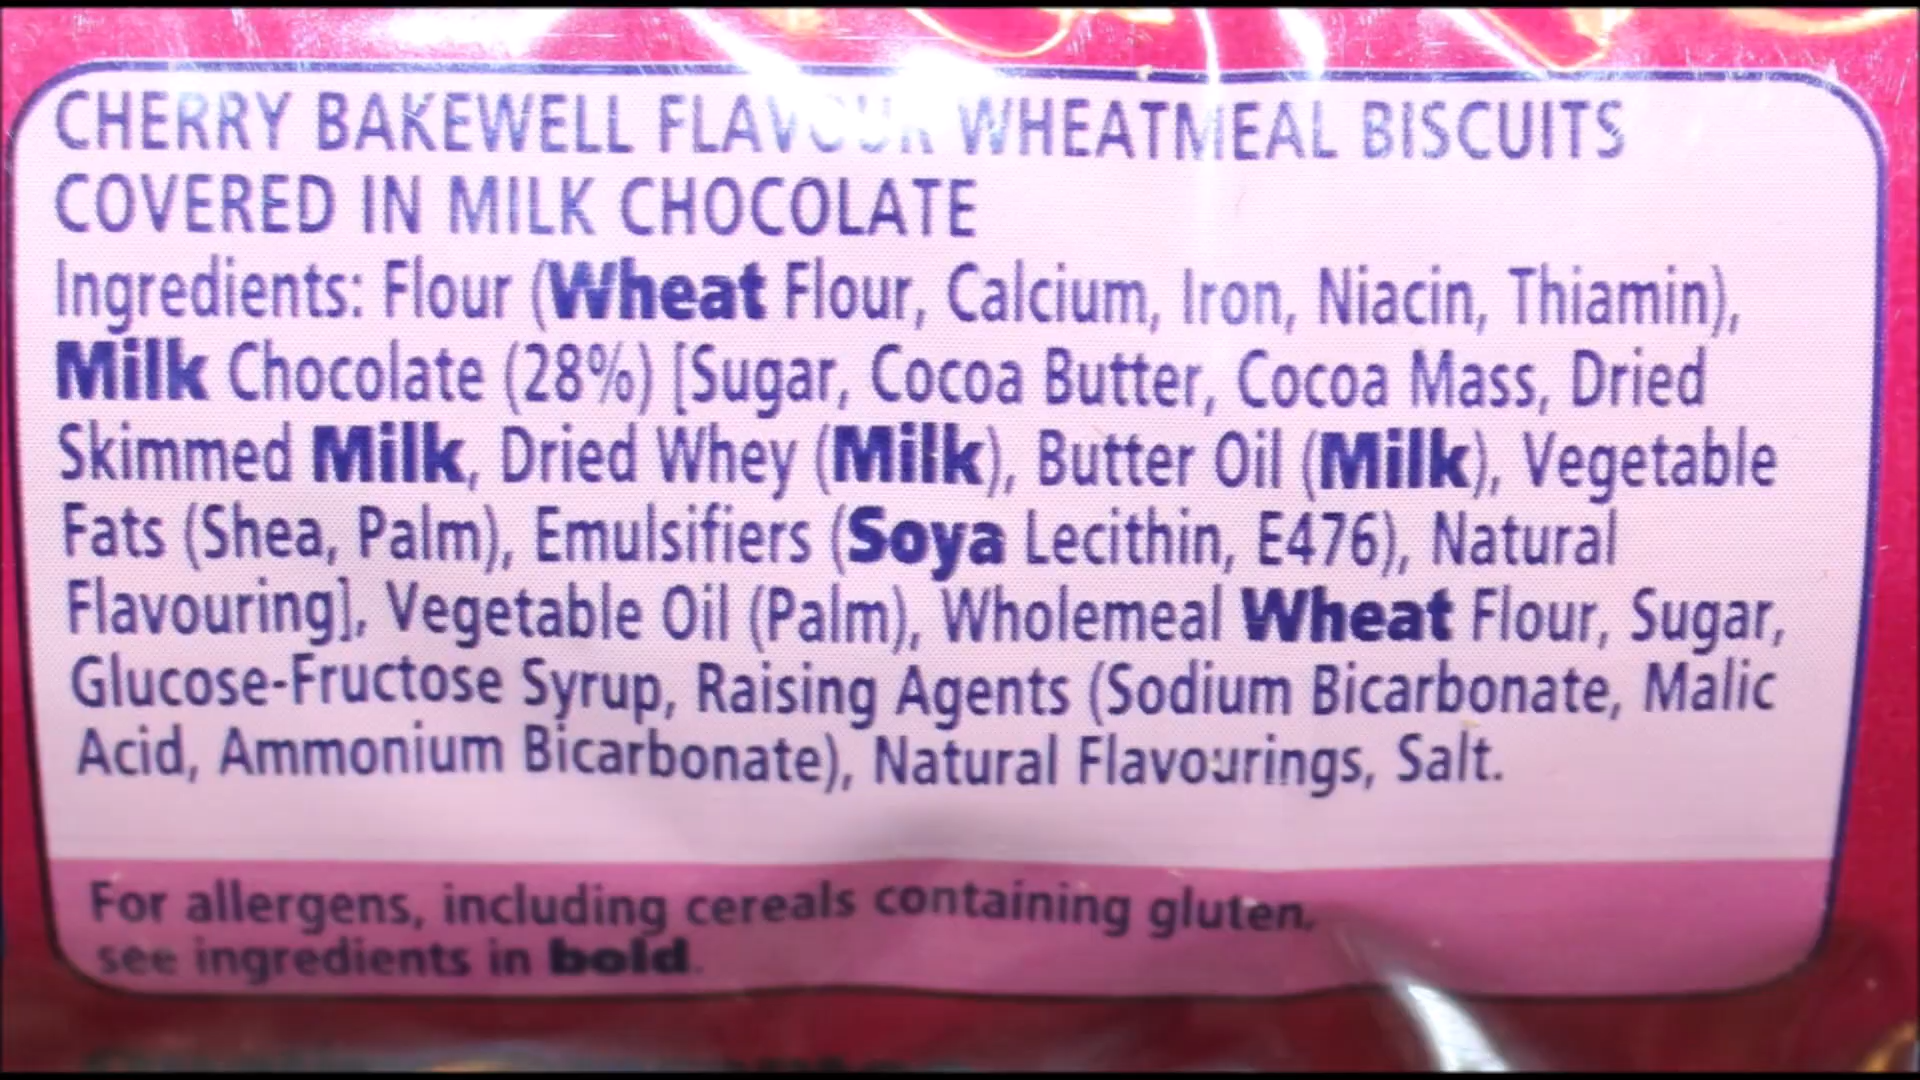 CHERRY BAKEWELL FLAVOUR WHEATMEAL BISCUITS
COVERED IN MILK CHOCOLATE
Ingredients: Flour (Wheat Flour, Calcium, Iron, Niacin, Thiamin),
Milk Chocolate (28%) [Sugar, Cocoa Butter, Cocoa Mass, Dried
Skimmed Milk, Dried Whey (Milk), Butter Oil (Milk), Vegetable
Fats (Shea, Palm), Emulsifiers (Soya Lecithin, E476), Natural
Flavouring], Vegetable Oil (Palm), Wholemeal Wheat Flour, Sugar,
Glucose-Fructose Syrup, Raising Agents (Sodium Bicarbonate, Malic
Acid, Ammonium Bicarbonate), Natural Flavourings, Salt.
For allergens, including cereals containing gluten,
see ingredients in bold.